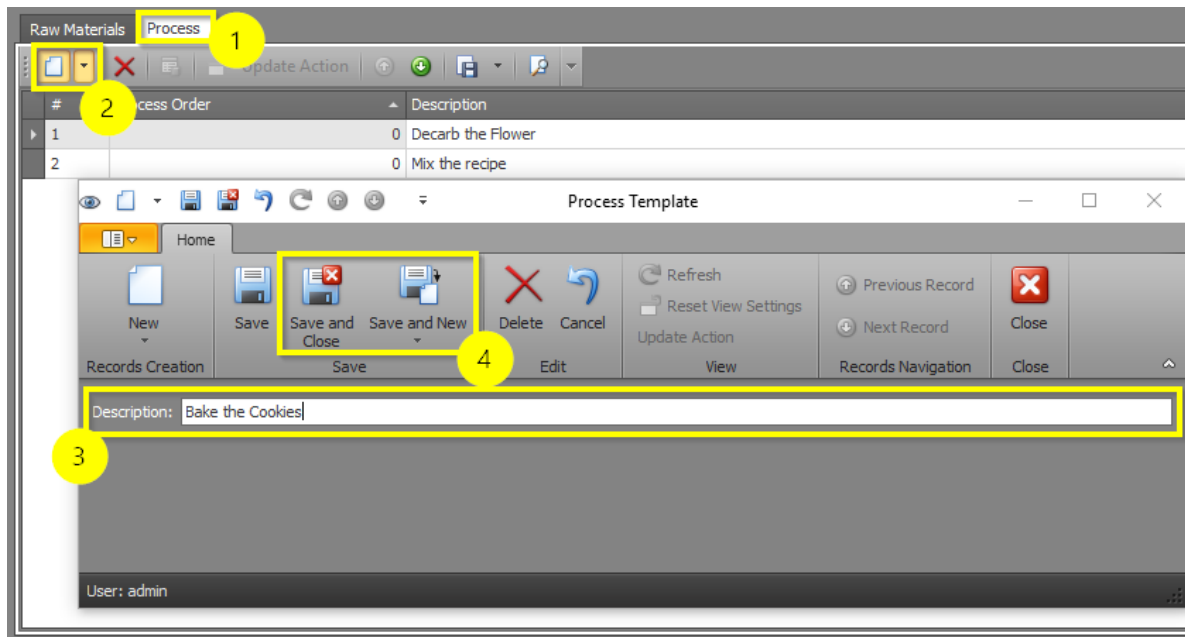 Raw Materials Process
1
Update Action
2
# Process Order Description
1 0 Decarb the Flower
2 0 Mix the recipe
Process Template
Home
New Save Save and Close Save and New Delete Cancel
Refresh
Reset View Settings
Update Action
Previous Record
Next Record
Close
4
Records Creation Save Edit View Records Navigation Close
Description: Bake the Cookies
3
User: admin